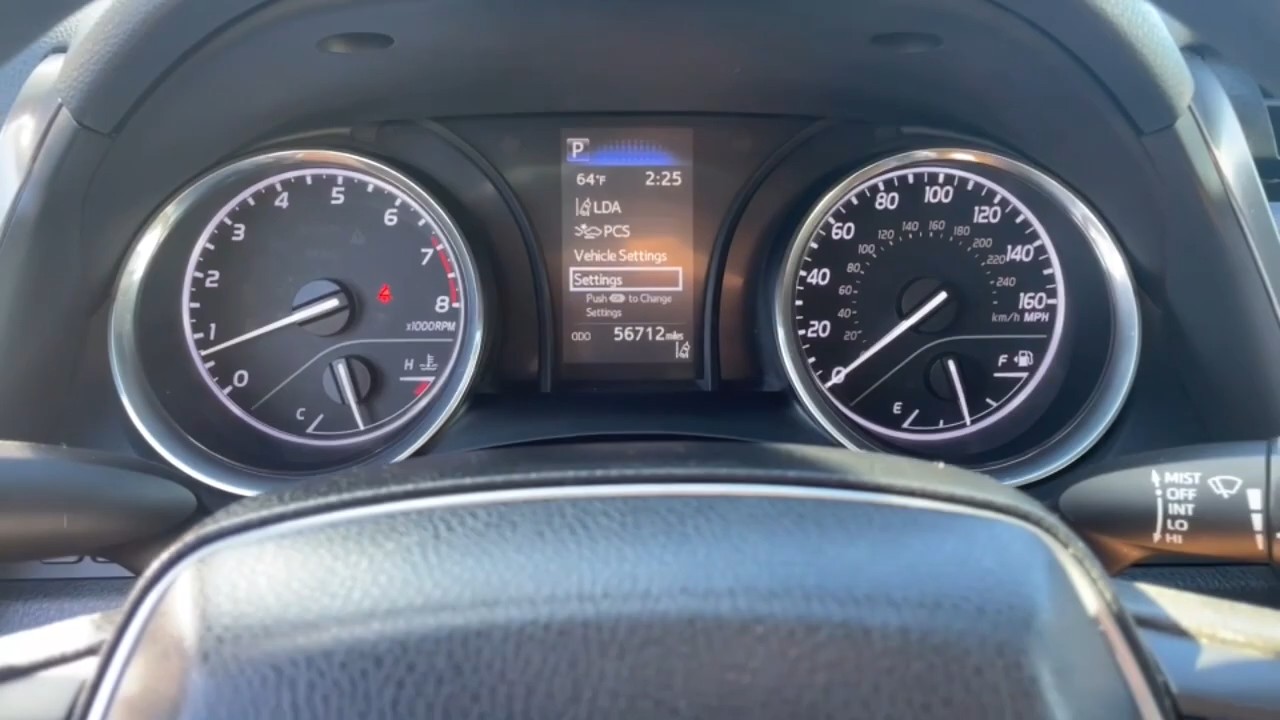 0
1
2
3
4
5
6
7
8
x1000RPM
H
C
P
64°F 2:25
LDA
PCS
Vehicle Settings
Settings
Push to Change
Settings
ODO 56712 miles
0
20
40
60
80
100
120
140
160
km/h MPH
20
40
60
80
100
120
140
160
180
200
220
240
F
E
MIST
OFF
INT
LO
HI